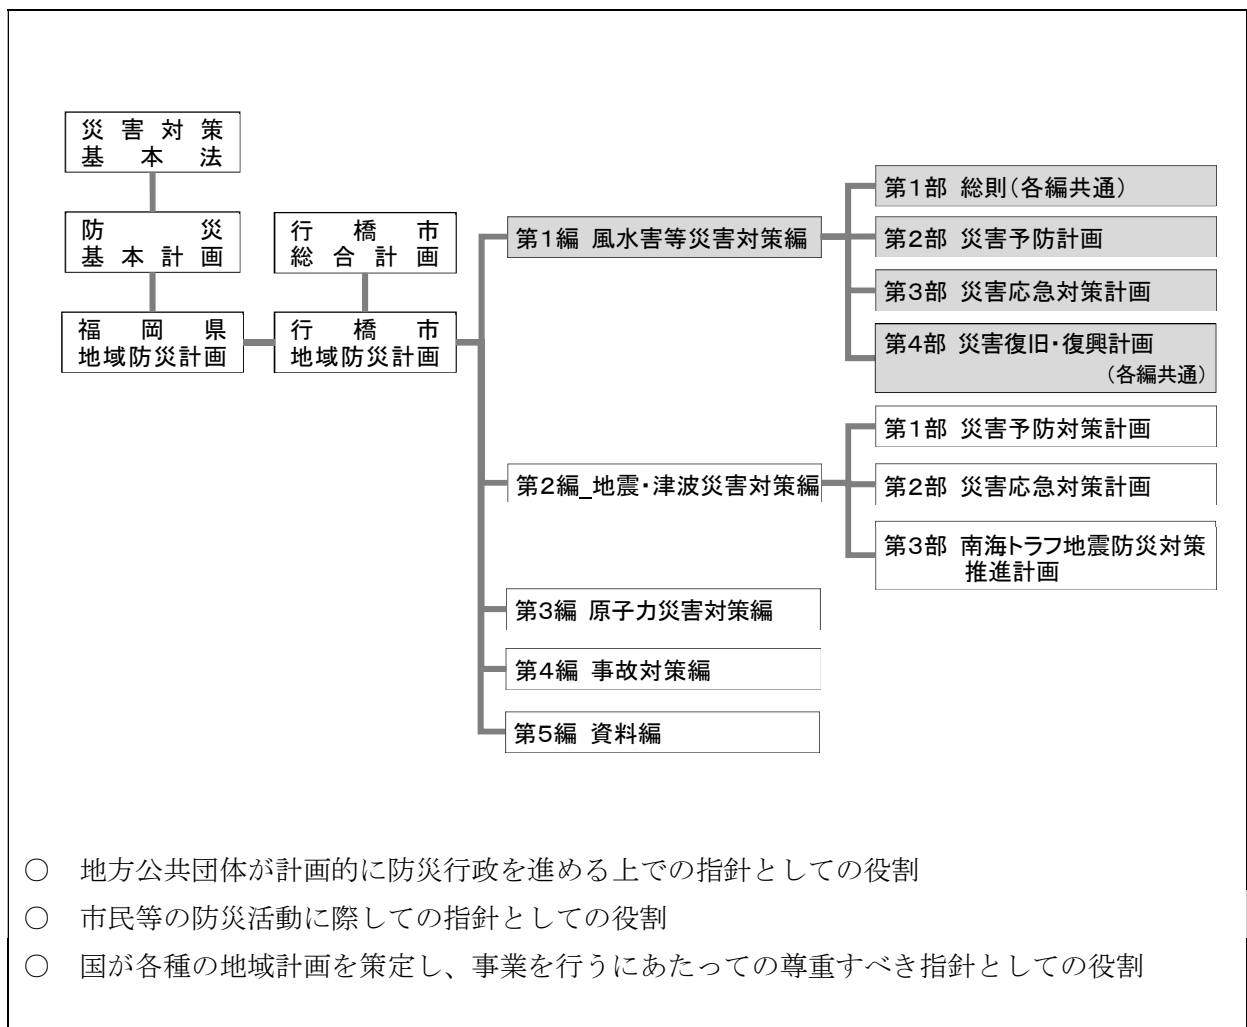 災害対策
基本法
防災
基本計画
福岡県
地域防災計画
行橋市
総合計画
行橋市
地域防災計画
第1編 風水害等災害対策編
第1部 総則(各編共通)
第2部 災害予防計画
第3部 災害応急対策計画
第4部 災害復旧・復興計画
(各編共通)
第2編_地震・津波災害対策編
第1部 災害予防対策計画
第2部 災害応急対策計画
第3部 南海トラフ地震防災対策
推進計画
第3編 原子力災害対策編
第4編 事故対策編
第5編 資料編
○ 地方公共団体が計画的に防災行政を進める上での指針としての役割
○ 市民等の防災活動に際しての指針としての役割
○ 国が各種の地域計画を策定し、事業を行うにあたっての尊重すべき指針としての役割